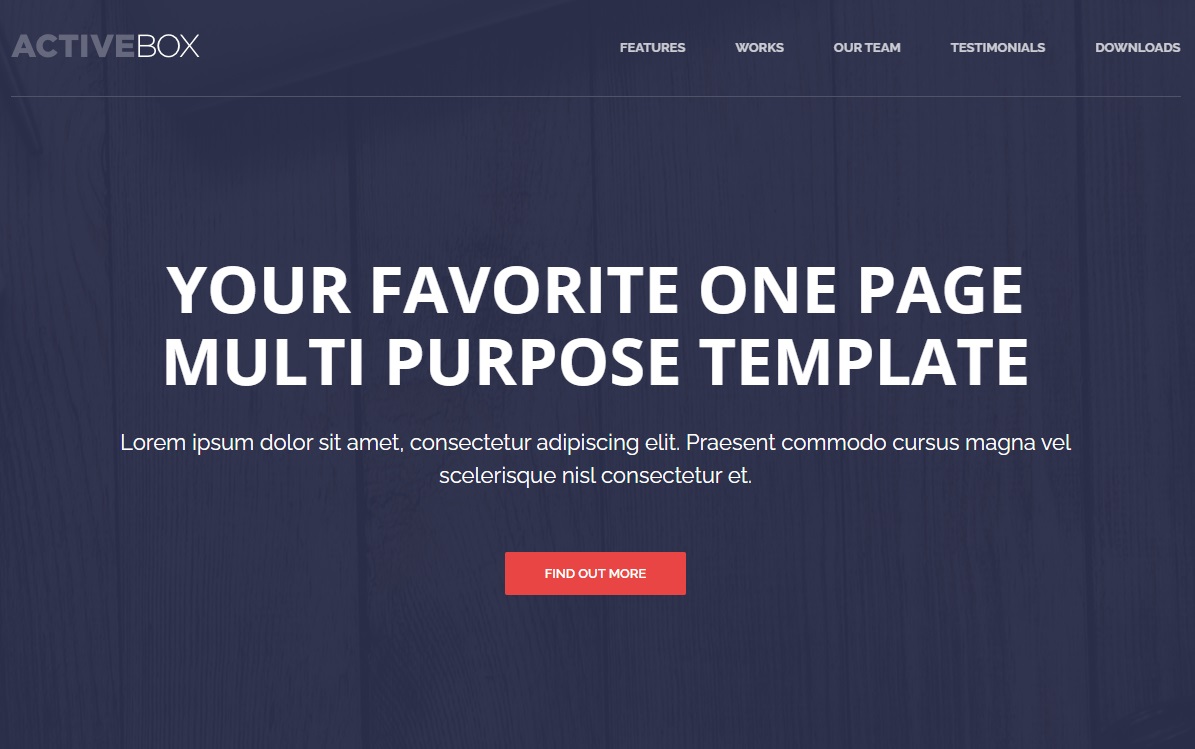 ACTIVEBOX
FEATURES WORKS OUR TEAM TESTIMONIALS DOWNLOADS
YOUR FAVORITE ONE PAGE
MULTI PURPOSE TEMPLATE
Lorem ipsum dolor sit amet, consectetur adipiscing elit. Praesent commodo cursus magna vel
scelerisque nisl consectetur et.
FIND OUT MORE